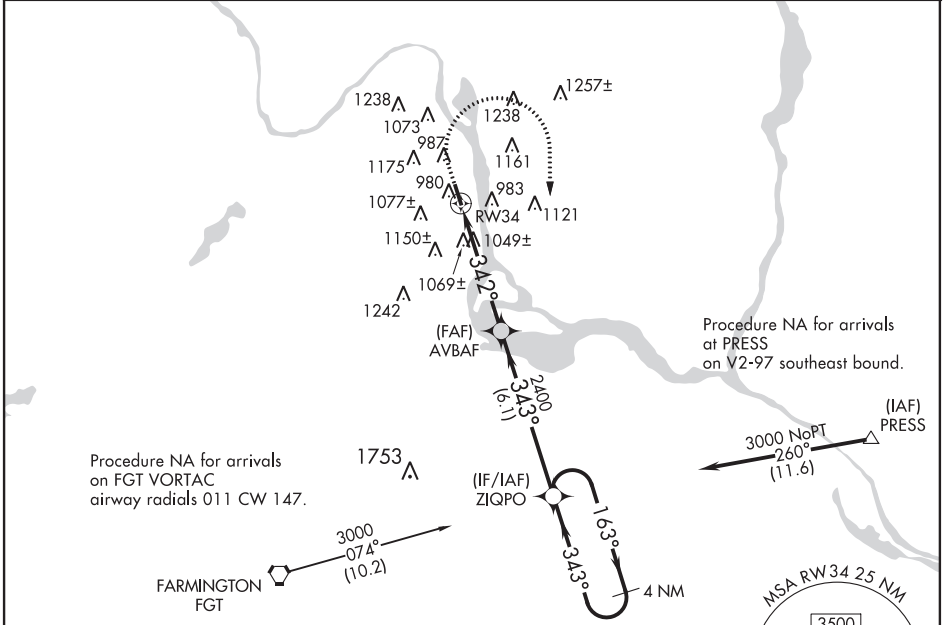 1238
1073
987
1175
980
1077±
1150±
1069±
1242
1238
1257±
1161
983
1121
RW34
1049±
342°
(FAF)
AVBAF
2400
343°
(6.1)
Procedure NA for arrivals
at PRESS
on V2-97 southeast bound.
(IAF)
PRESS
3000 NoPT
260°
(11.6)
1753
Procedure NA for arrivals
on FGT VORTAC
airway radials 011 CW 147.
(IF/IAF)
ZIQPO
163°
343°
4 NM
3000
074°
(10.2)
FARMINGTON
FGT
MSA RW34 25 NM
3500